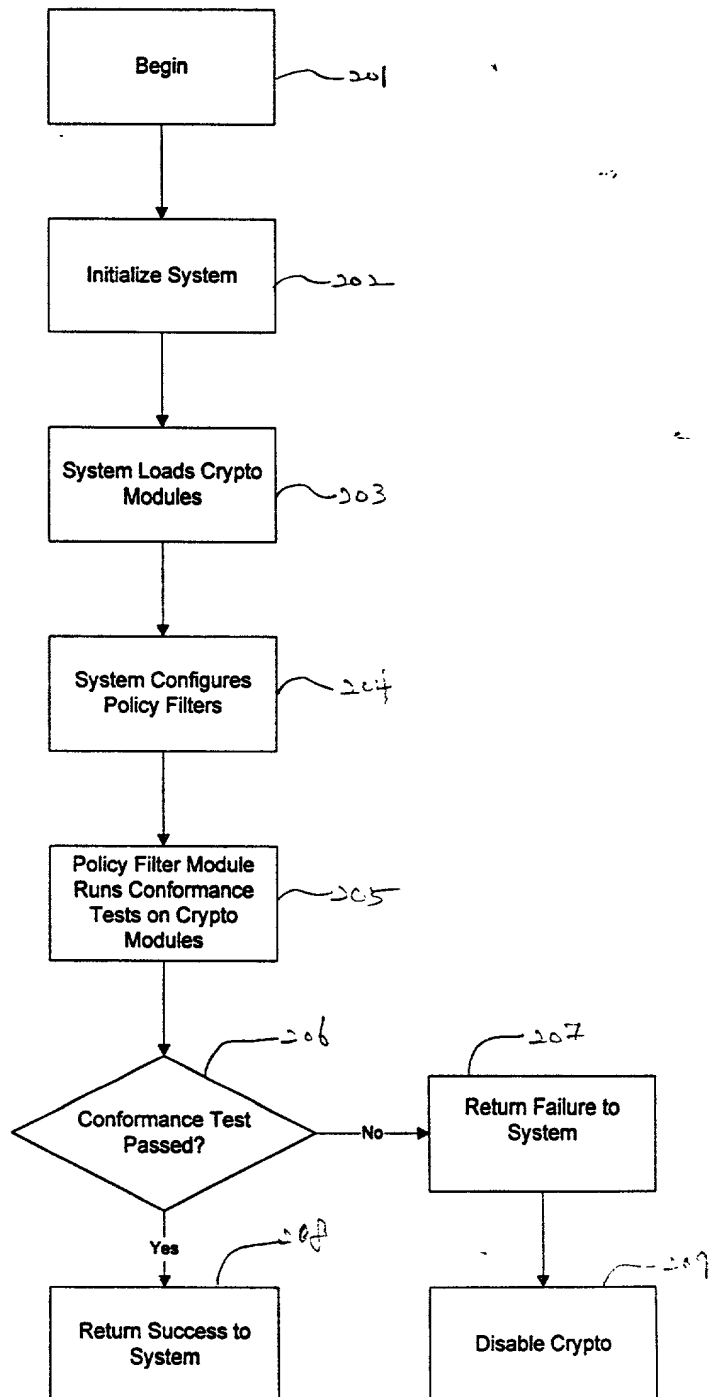 Begin
201
Initialize System
202
System Loads Crypto
Modules
203
System Configures
Policy Filters
204
Policy Filter Module
Runs Conformance
Tests on Crypto
Modules
205
206
Conformance Test
Passed?
No
207
Return Failure to
System
Yes
208
Return Success to
System
209
Disable Crypto